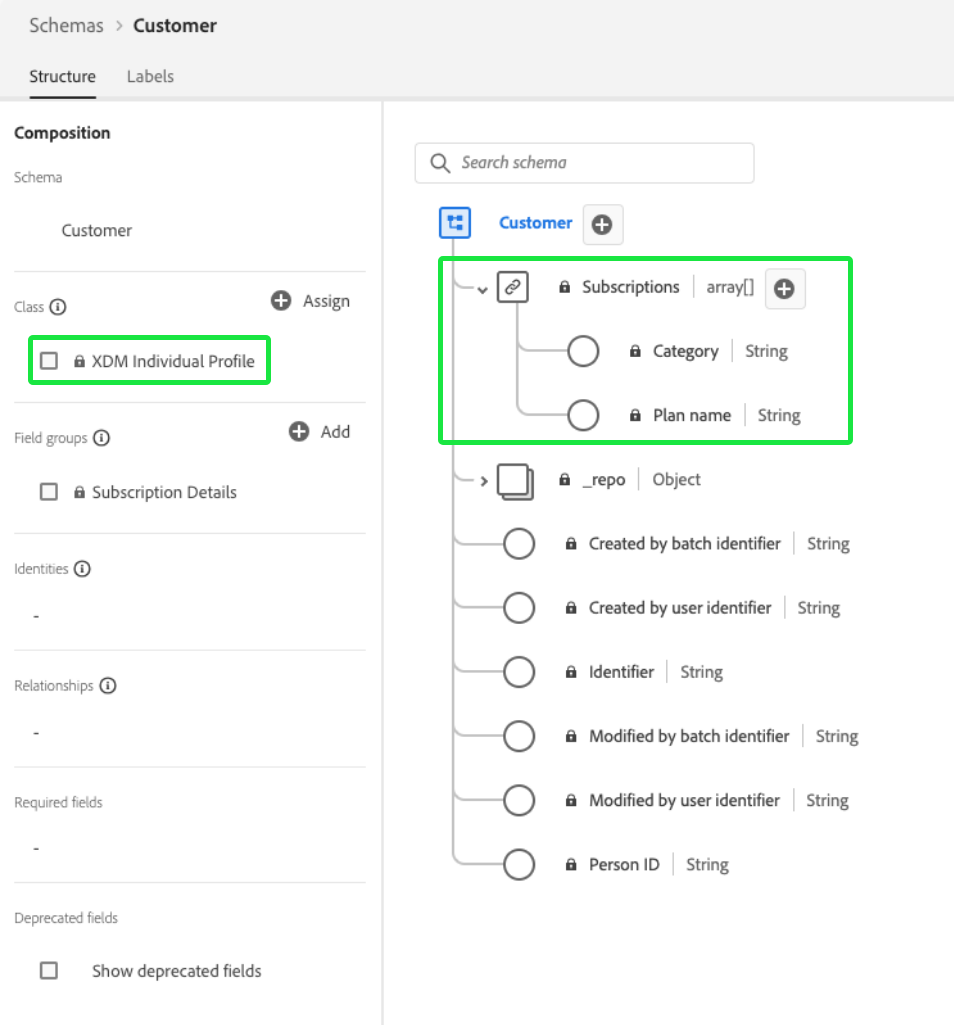 Schemas > Customer
Structure Labels
Composition
Schema
Customer
Class Assign
XDM Individual Profile
Field groups Add
Subscription Details
Identities
-
Relationships
-
Required fields
-
Deprecated fields
Show deprecated fields
Search schema
Customer
Subscriptions | array[]
Category | String
Plan name | String
_repo | Object
Created by batch identifier | String
Created by user identifier | String
Identifier | String
Modified by batch identifier | String
Modified by user identifier | String
Person ID | String